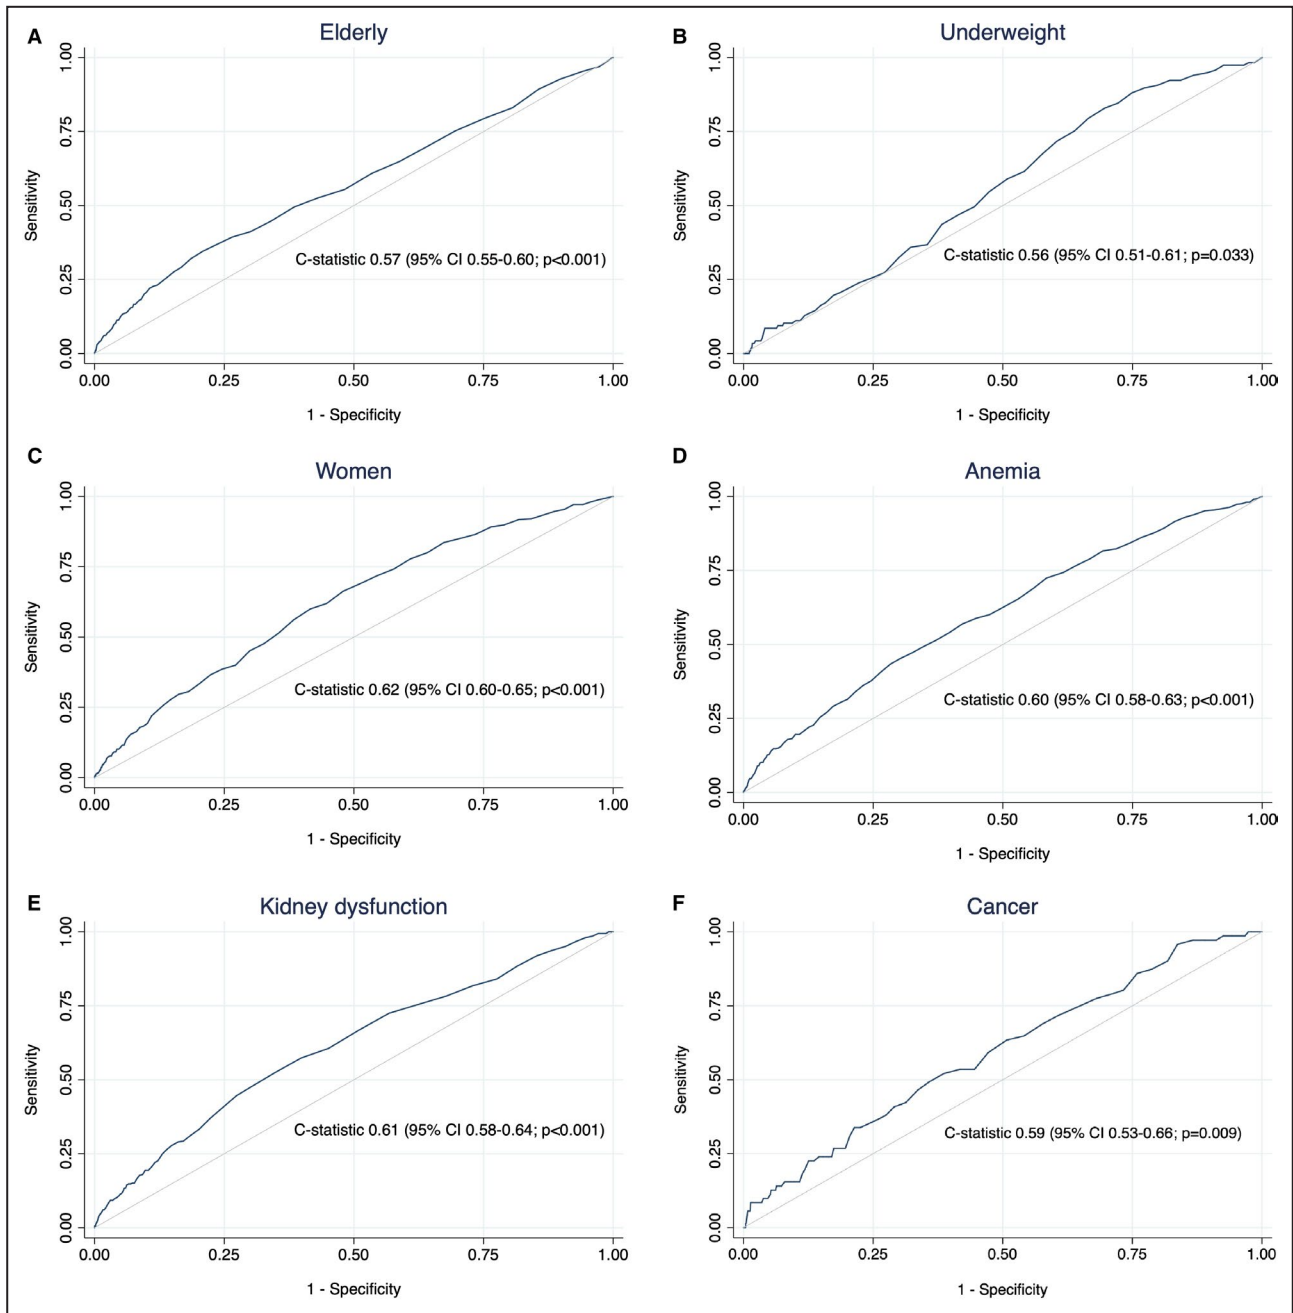 A
Elderly
Sensitivity
1.00
0.75
0.50
0.25
0.00
C-statistic 0.57 (95% CI 0.55-0.60; p<0.001)
0.00 0.25 0.50 0.75 1.00
1 - Specificity
B
Underweight
Sensitivity
1.00
0.75
0.50
0.25
0.00
C-statistic 0.56 (95% CI 0.51-0.61; p=0.033)
0.00 0.25 0.50 0.75 1.00
1 - Specificity
C
Women
Sensitivity
1.00
0.75
0.50
0.25
0.00
C-statistic 0.62 (95% CI 0.60-0.65; p<0.001)
0.00 0.25 0.50 0.75 1.00
1 - Specificity
D
Anemia
Sensitivity
1.00
0.75
0.50
0.25
0.00
C-statistic 0.60 (95% CI 0.58-0.63; p<0.001)
0.00 0.25 0.50 0.75 1.00
1 - Specificity
E
Kidney dysfunction
Sensitivity
1.00
0.75
0.50
0.25
0.00
C-statistic 0.61 (95% CI 0.58-0.64; p<0.001)
0.00 0.25 0.50 0.75 1.00
1 - Specificity
F
Cancer
Sensitivity
1.00
0.75
0.50
0.25
0.00
C-statistic 0.59 (95% CI 0.53-0.66; p=0.009)
0.00 0.25 0.50 0.75 1.00
1 - Specificity